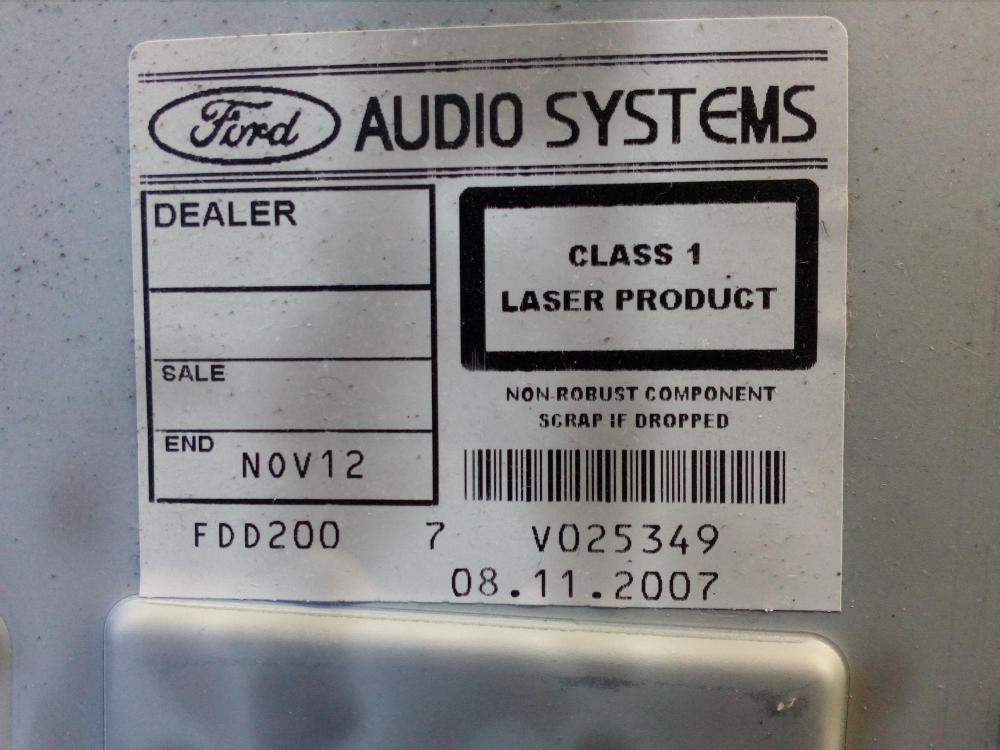 Ford AUDIO SYSTEMS
DEALER
SALE
END NOV12
CLASS 1
LASER PRODUCT
NON-ROBUST COMPONENT
SCRAP IF DROPPED
FDD200 7 V025349
08.11.2007